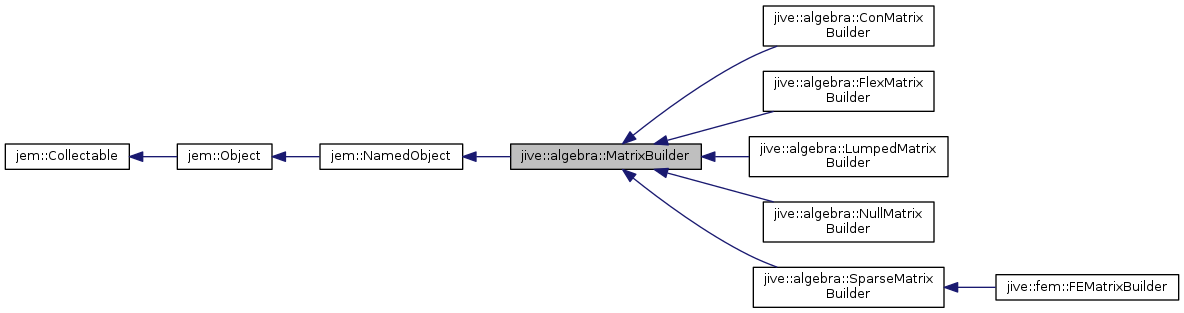 jive::algebra::ConMatrix
Builder
jive::algebra::FlexMatrix
Builder
jem::Collectable
jem::Object
jem::NamedObject
jive::algebra::MatrixBuilder
jive::algebra::LumpedMatrix
Builder
jive::algebra::NullMatrix
Builder
jive::algebra::SparseMatrix
Builder
jive::fem::FEMatrixBuilder